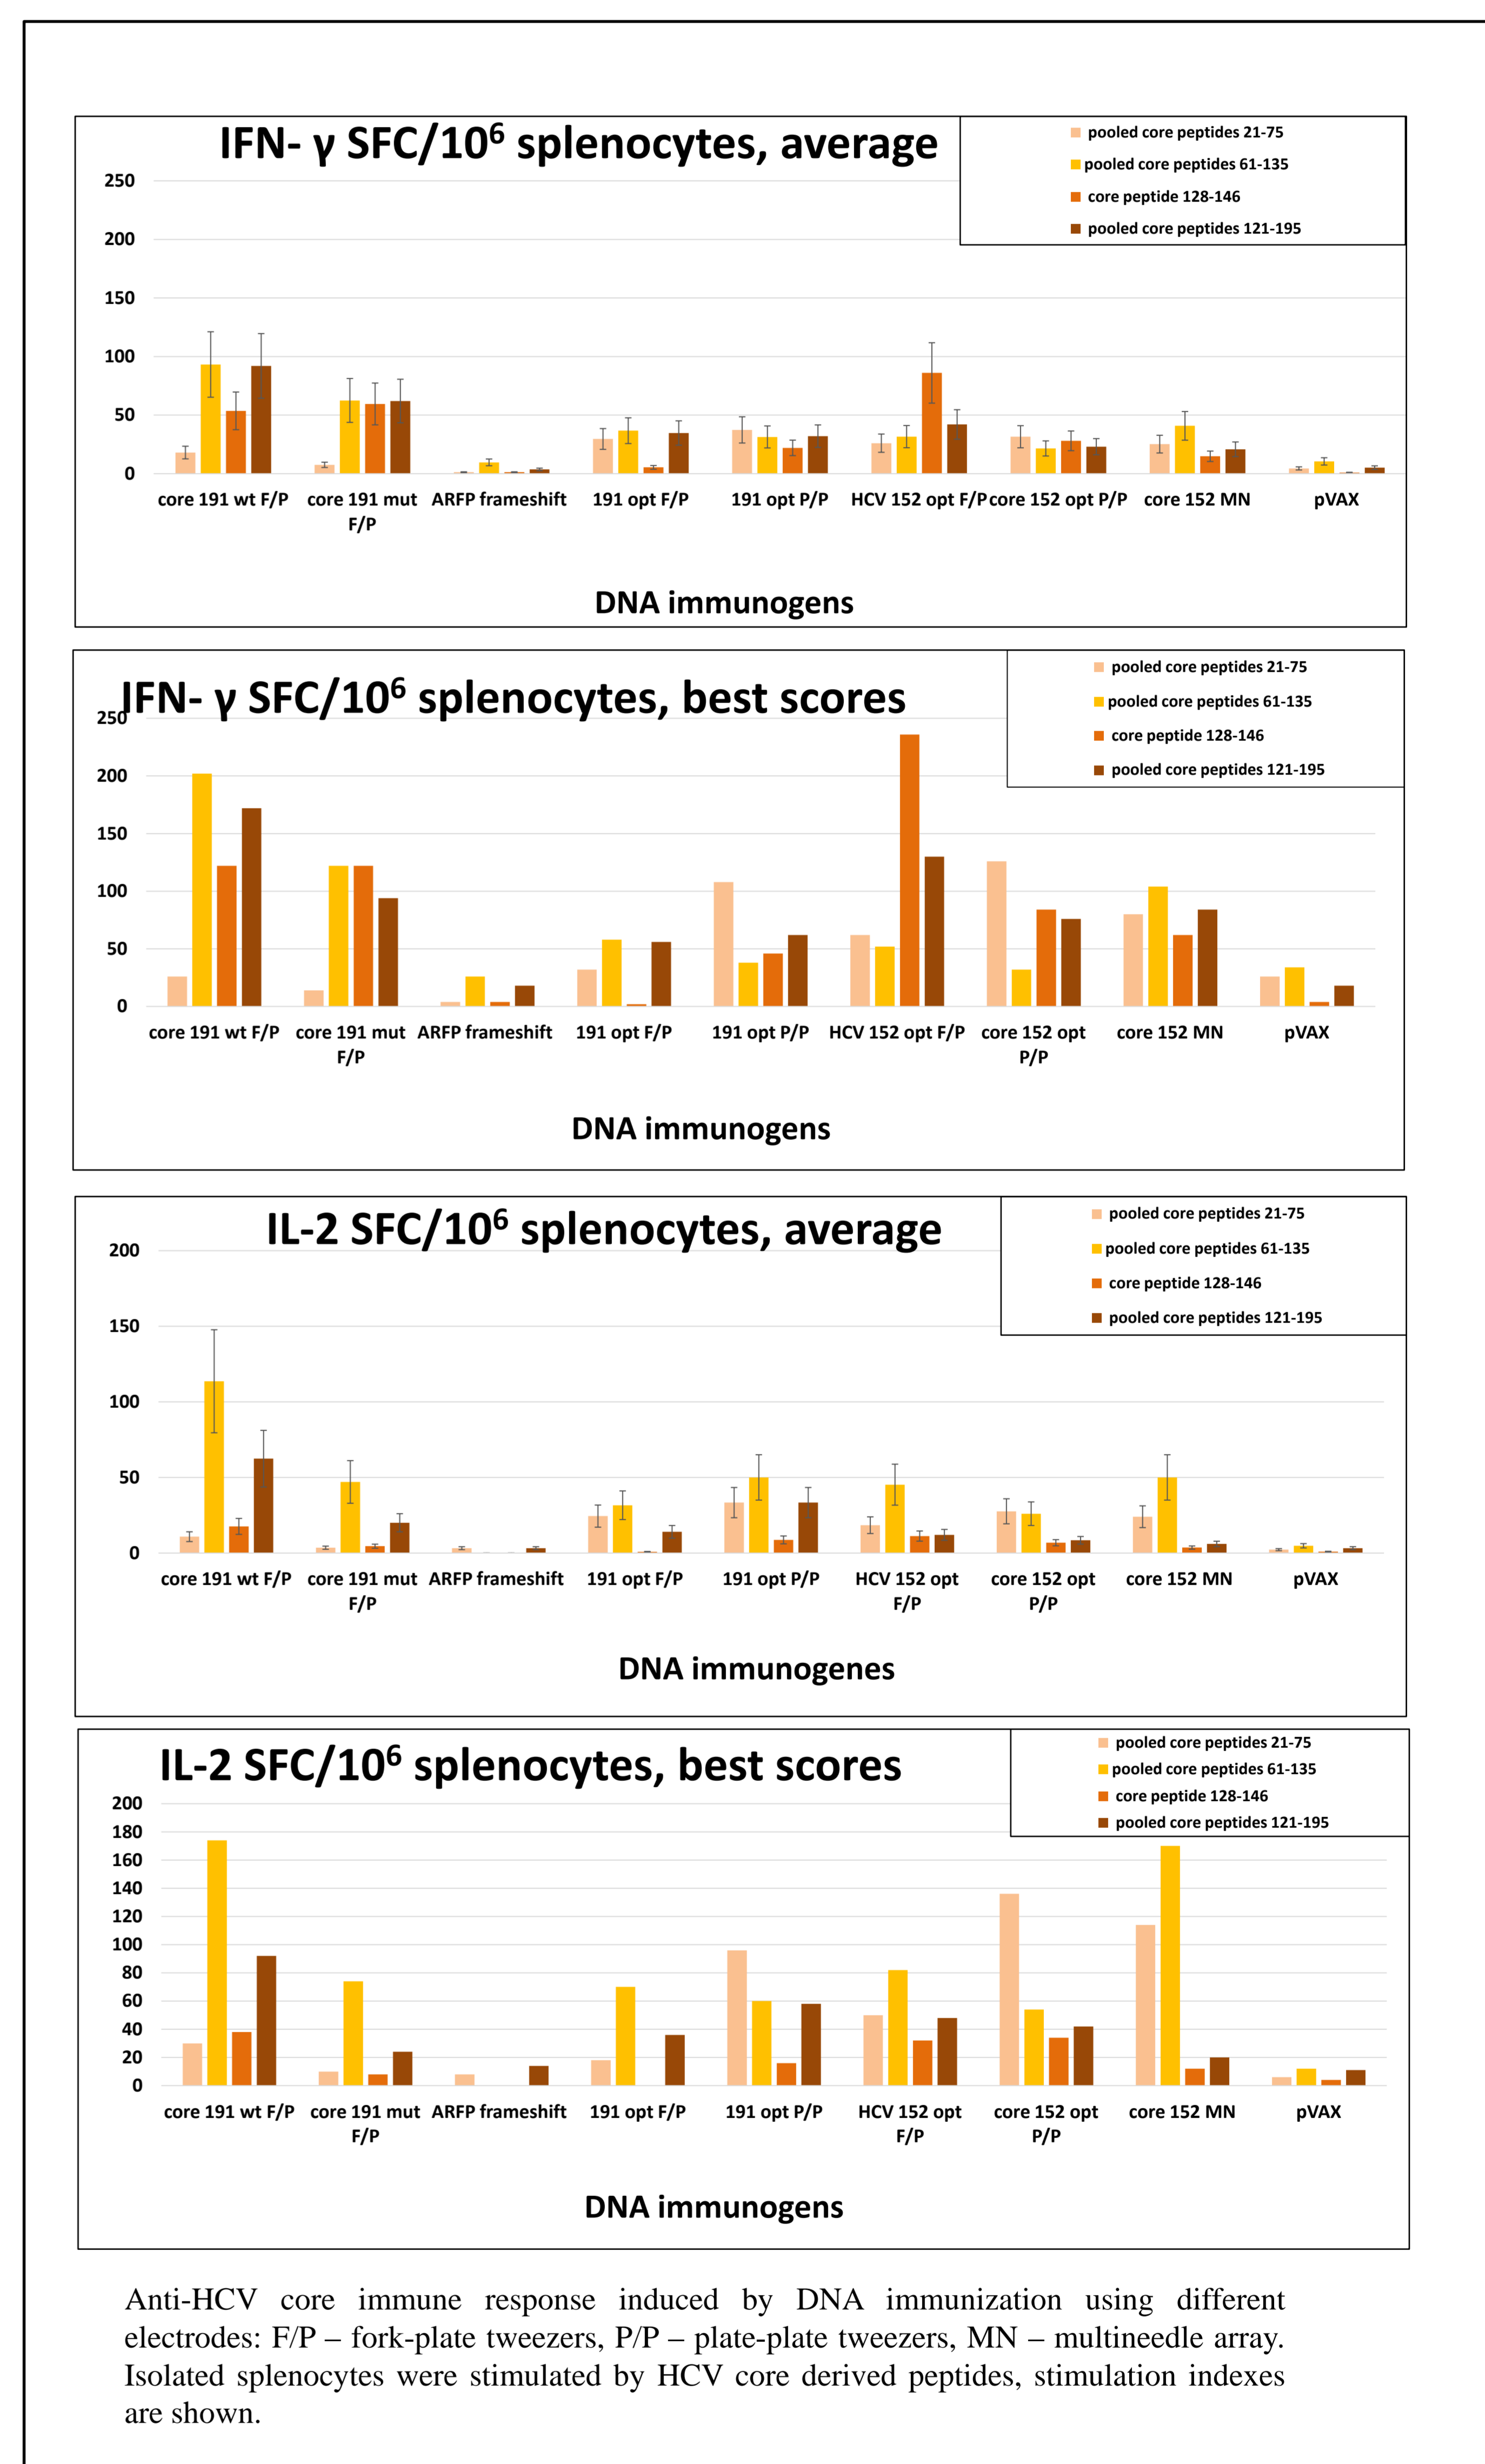 IFN- γ SFC/10⁶ splenocytes, average
pooled core peptides 21-75
pooled core peptides 61-135
core peptide 128-146
pooled core peptides 121-195
250
200
150
100
50
0
core 191 wt F/P
core 191 mut
F/P
ARFP frameshift
191 opt F/P
191 opt P/P
HCV 152 opt F/P
core 152 opt P/P
core 152 MN
pVAX
DNA immunogens
IFN- γ SFC/10⁶ splenocytes, best scores
pooled core peptides 21-75
pooled core peptides 61-135
core peptide 128-146
pooled core peptides 121-195
250
200
150
100
50
0
core 191 wt F/P
core 191 mut
F/P
ARFP frameshift
191 opt F/P
191 opt P/P
HCV 152 opt F/P
core 152 opt
P/P
core 152 MN
pVAX
DNA immunogens
IL-2 SFC/10⁶ splenocytes, average
pooled core peptides 21-75
pooled core peptides 61-135
core peptide 128-146
pooled core peptides 121-195
200
150
100
50
0
core 191 wt F/P
core 191 mut
F/P
ARFP frameshift
191 opt F/P
191 opt P/P
HCV 152 opt
F/P
core 152 opt
P/P
core 152 MN
pVAX
DNA immunogenes
IL-2 SFC/10⁶ splenocytes, best scores
pooled core peptides 21-75
pooled core peptides 61-135
core peptide 128-146
pooled core peptides 121-195
200
180
160
140
120
100
80
60
40
20
0
core 191 wt F/P
core 191 mut
F/P
ARFP frameshift
191 opt F/P
191 opt P/P
HCV 152 opt
F/P
core 152 opt
P/P
core 152 MN
pVAX
DNA immunogens
Anti-HCV core immune response induced by DNA immunization using different
electrodes: F/P – fork-plate tweezers, P/P – plate-plate tweezers, MN – multineedle array.
Isolated splenocytes were stimulated by HCV core derived peptides, stimulation indexes
are shown.